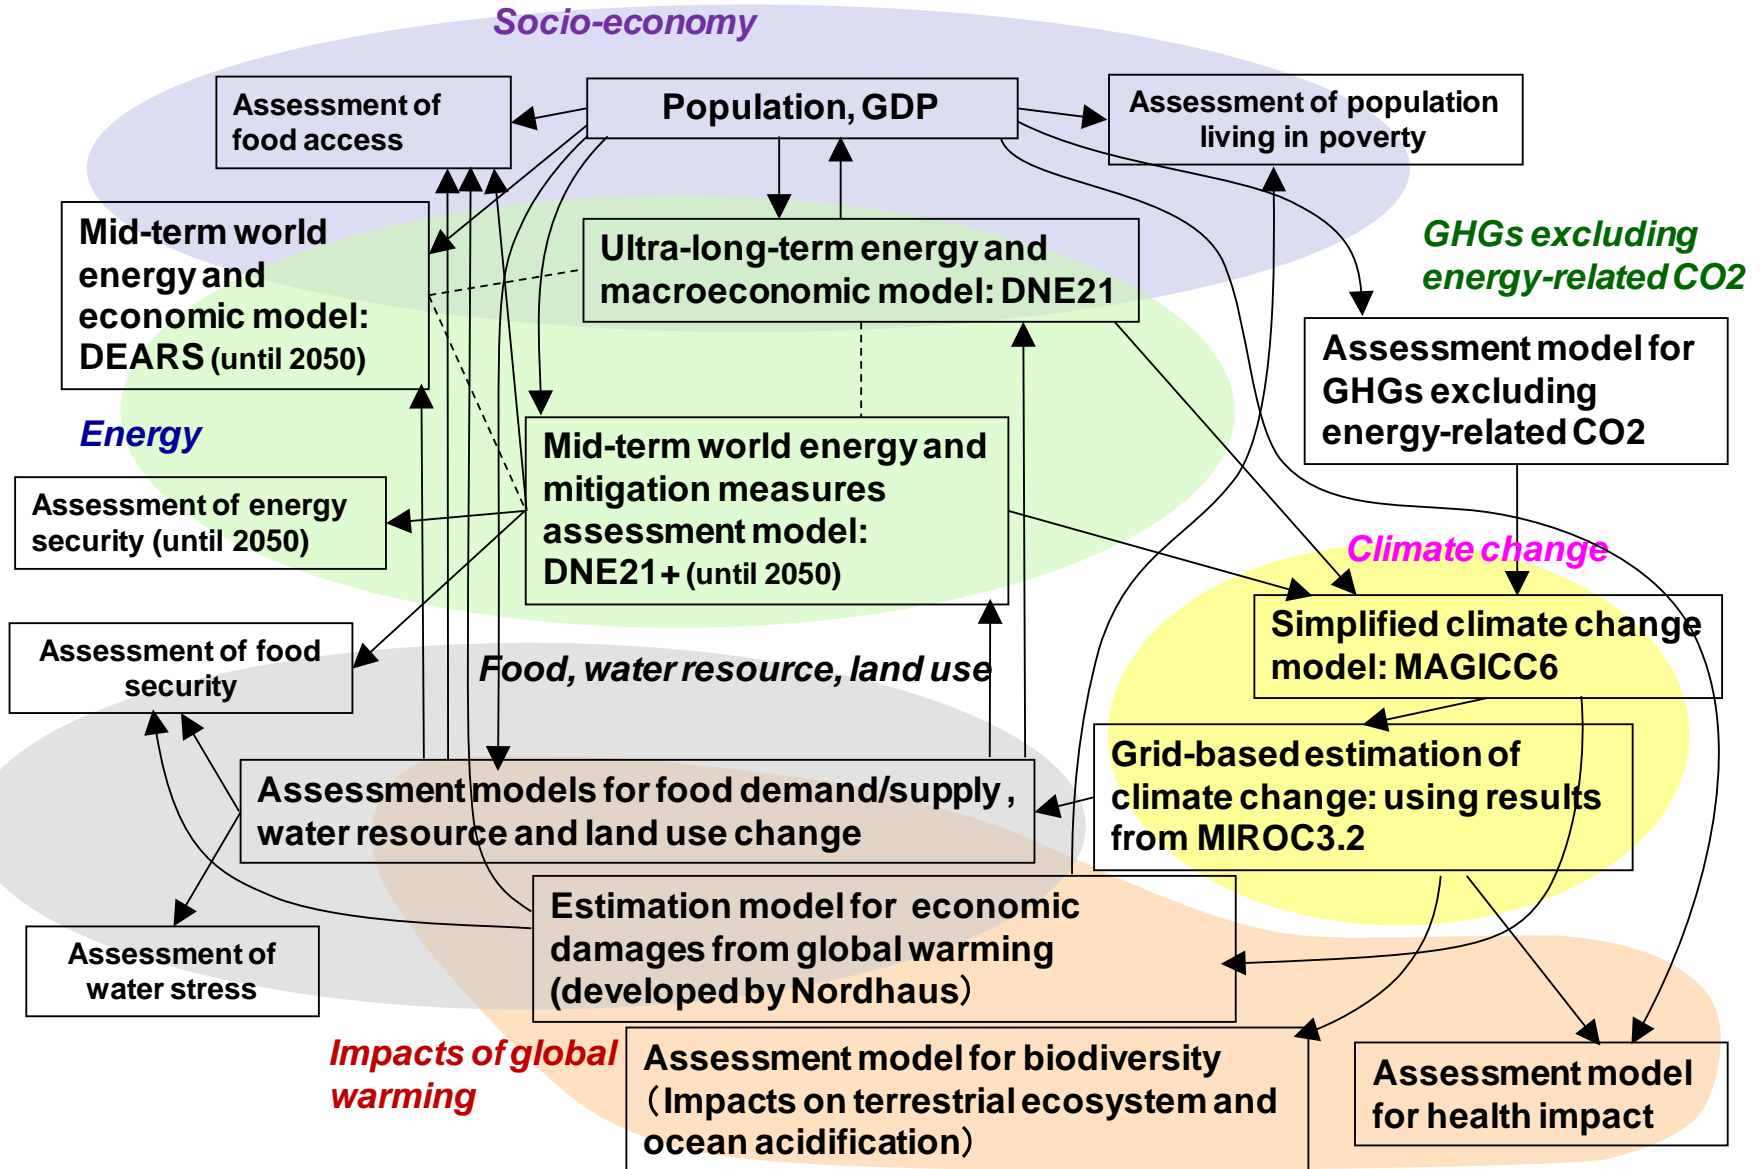 Socio-economy
Assessment of
food access
Population, GDP
Assessment of population
living in poverty
Mid-term world
energy and
economic model:
DEARS (until 2050)
Ultra-long-term energy and
macroeconomic model: DNE21
GHGs excluding
energy-related CO2
Assessment model for
GHGs excluding
energy-related CO2
Energy
Mid-term world energy and
mitigation measures
assessment model:
DNE21+ (until 2050)
Assessment of energy
security (until 2050)
Climate change
Simplified climate change
model: MAGICC6
Assessment of food
security
Food, water resource, land use
Grid-based estimation of
climate change: using results
from MIROC3.2
Assessment models for food demand/supply ,
water resource and land use change
Estimation model for economic
damages from global warming
(developed by Nordhaus）
Assessment of
water stress
Impacts of global
warming
Assessment model for biodiversity
（Impacts on terrestrial ecosystem and
ocean acidification）
Assessment model
for health impact